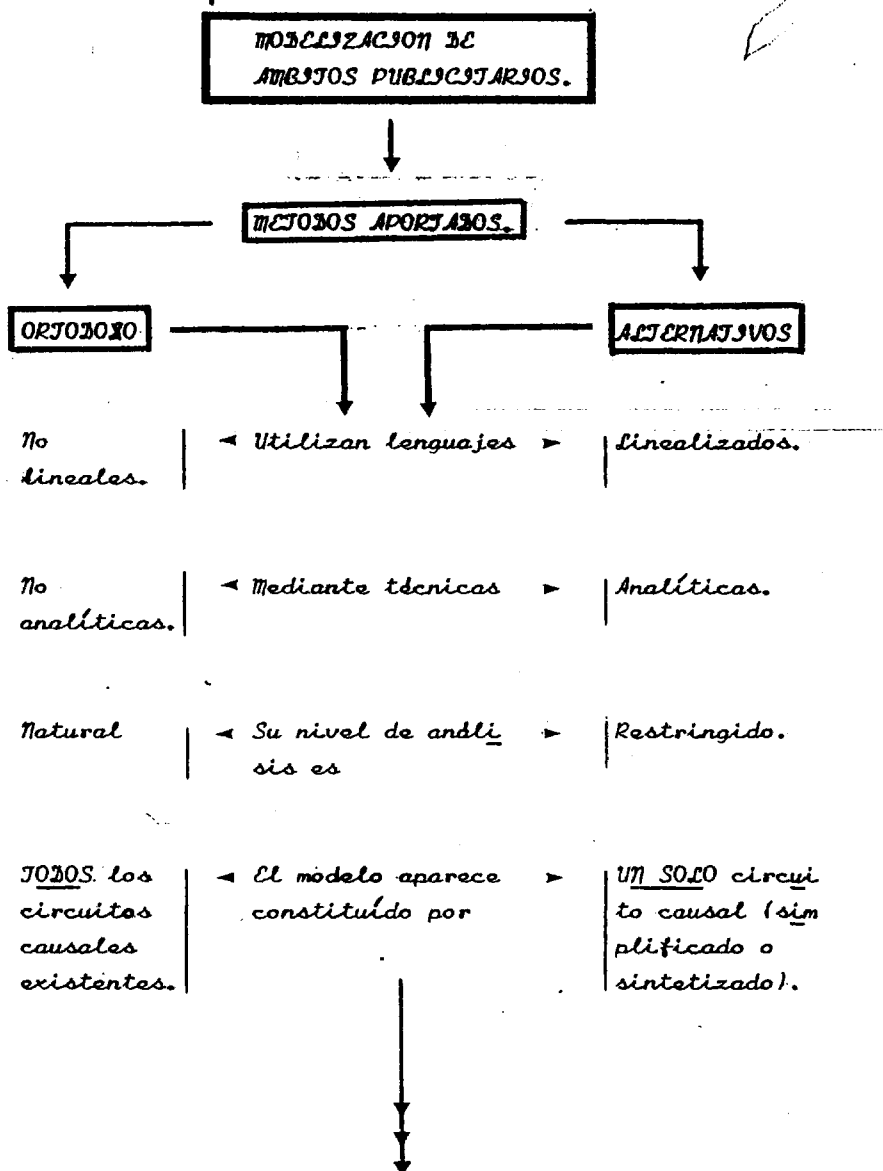 MODELIZACION DE
AMBITOS PUBLICITARIOS.
METODOS APORTADOS.
ORTODOXO
ALTERNATIVOS
No
lineales.
◄ Utilizan lenguajes ►
Linealizados.
No
analíticas.
◄ Mediante técnicas ►
Analíticas.
Natural
◄ Su nivel de análi
sis es ►
Restringido.
TODOS los
circuitos
causales
existentes.
◄ El modelo aparece ►
constituído por
UN SOLO circui
to causal (sim
plificado o
sintetizado).